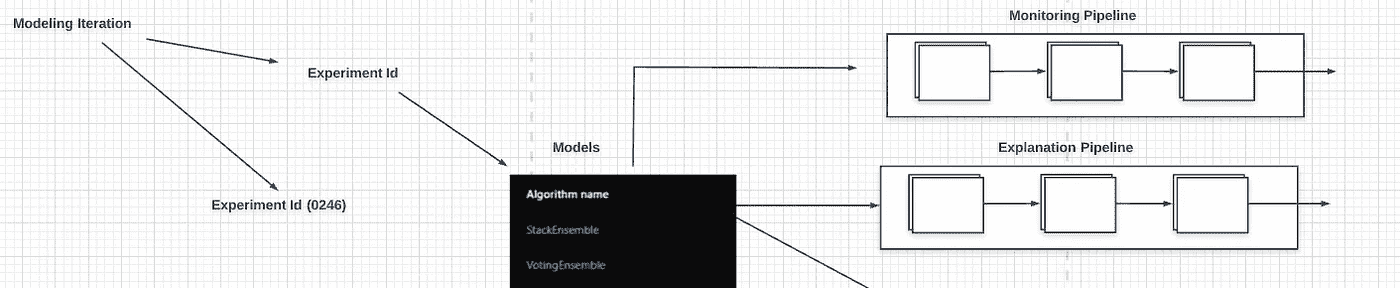 Modeling Iteration
Experiment Id
Experiment Id (0246)
Models
Algorithm name
StackEnsemble
VotingEnsemble
Monitoring Pipeline
Explanation Pipeline